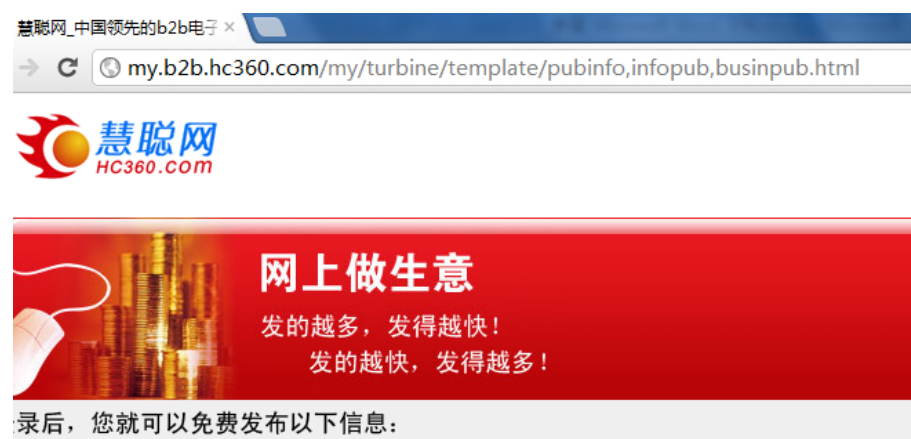 慧聪网_中国领先的b2b电子
my.b2b.hc360.com/my/turbine/template/pubinfo,infopub,businpub.html
慧聪网
HC360.com
网上做生意
发的越多，发得越快！
发的越快，发得越多！
录后，您就可以免费发布以下信息：